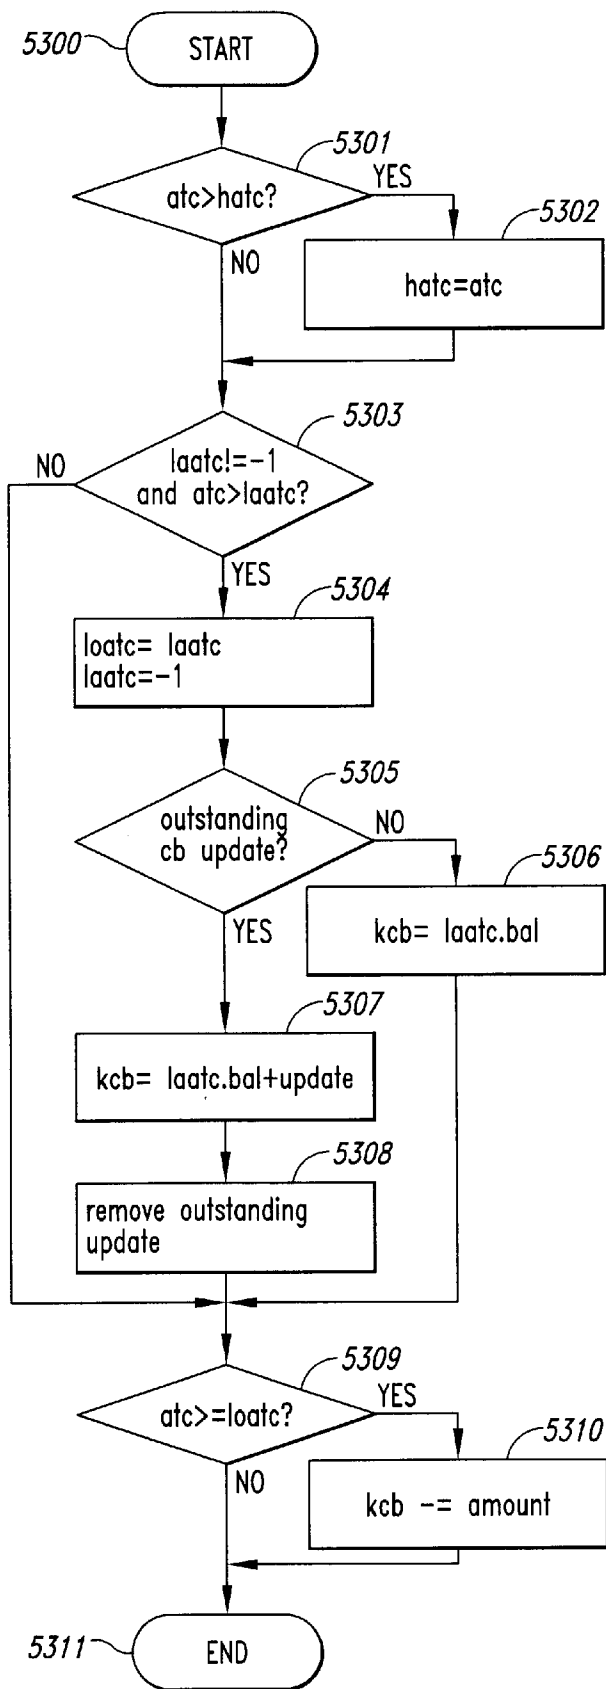 5300
START
5301
atc>hatc?
YES
5302
NO
hatc=atc
5303
NO
laatc!=-1
and atc>laatc?
YES
5304
loatc= laatc
laatc=-1
5305
outstanding
cb update?
NO
5306
YES
kcb= laatc.bal
5307
kcb= laatc.bal+update
5308
remove outstanding
update
5309
atc>=loatc?
YES
5310
NO
kcb -= amount
5311
END